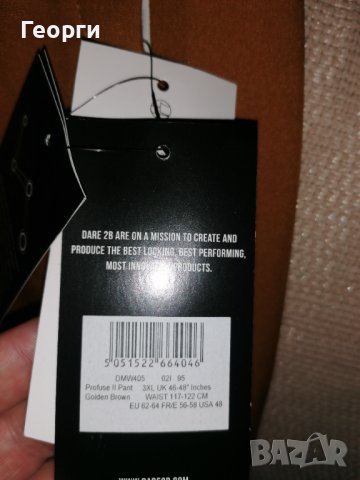 Георги
DARE 2B ARE ON A MISSION TO CREATE AND
PRODUCE THE BEST LOOKING, BEST PERFORMING,
MOST INNOVATIVE PRODUCTS.
5 051522 664046
DMW405 02I 95
Profuse II Pant 3XL UK 46-48" Inches
Golden Brown WAIST 117-122 CM
EU 62-64 FR/E 56-58 USA 48
BAZAR